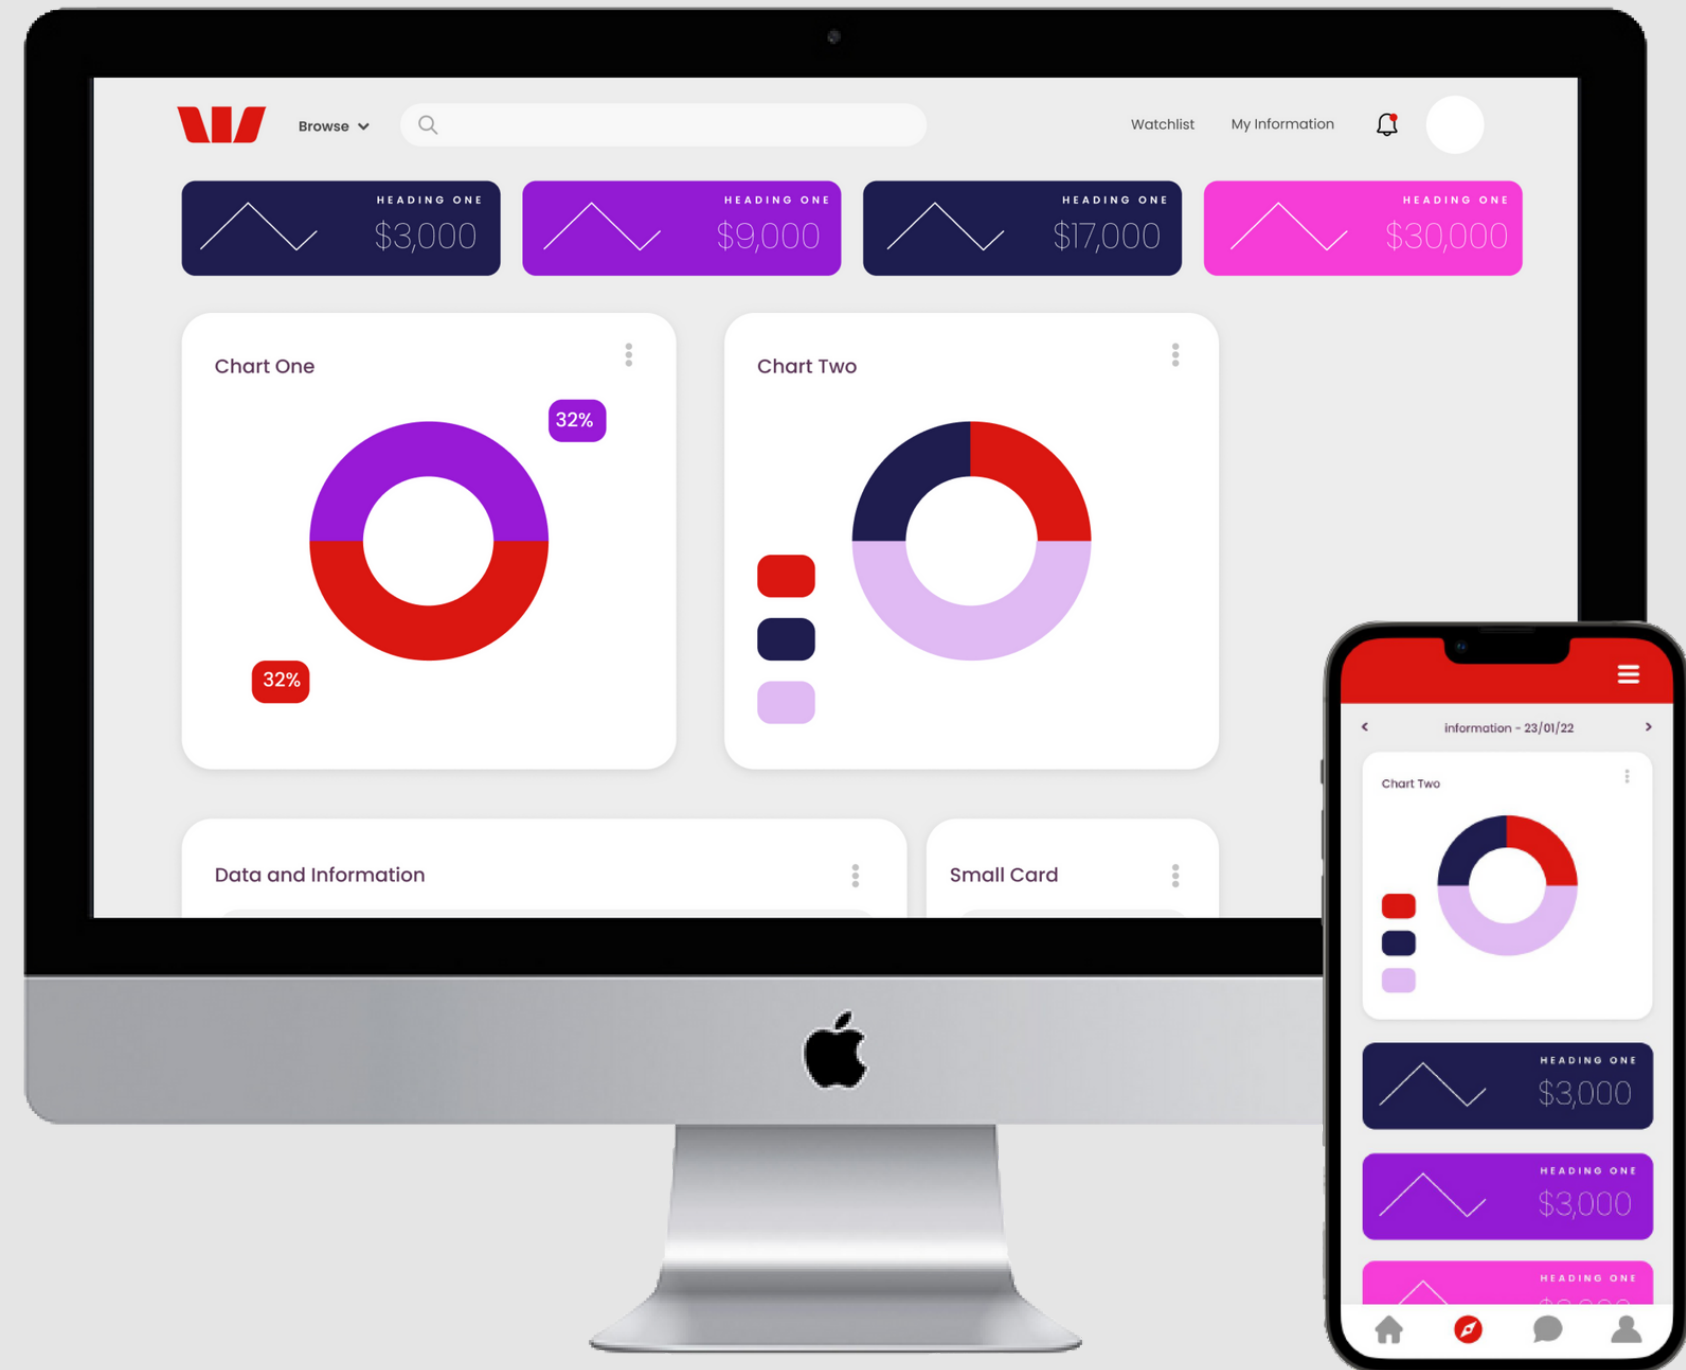 Browse
Watchlist
My Information
HEADING ONE
$3,000
HEADING ONE
$9,000
HEADING ONE
$17,000
HEADING ONE
$30,000
Chart One
32%
32%
Chart Two
Data and Information
Small Card
information - 23/01/22
Chart Two
HEADING ONE
$3,000
HEADING ONE
$3,000
HEADING ONE